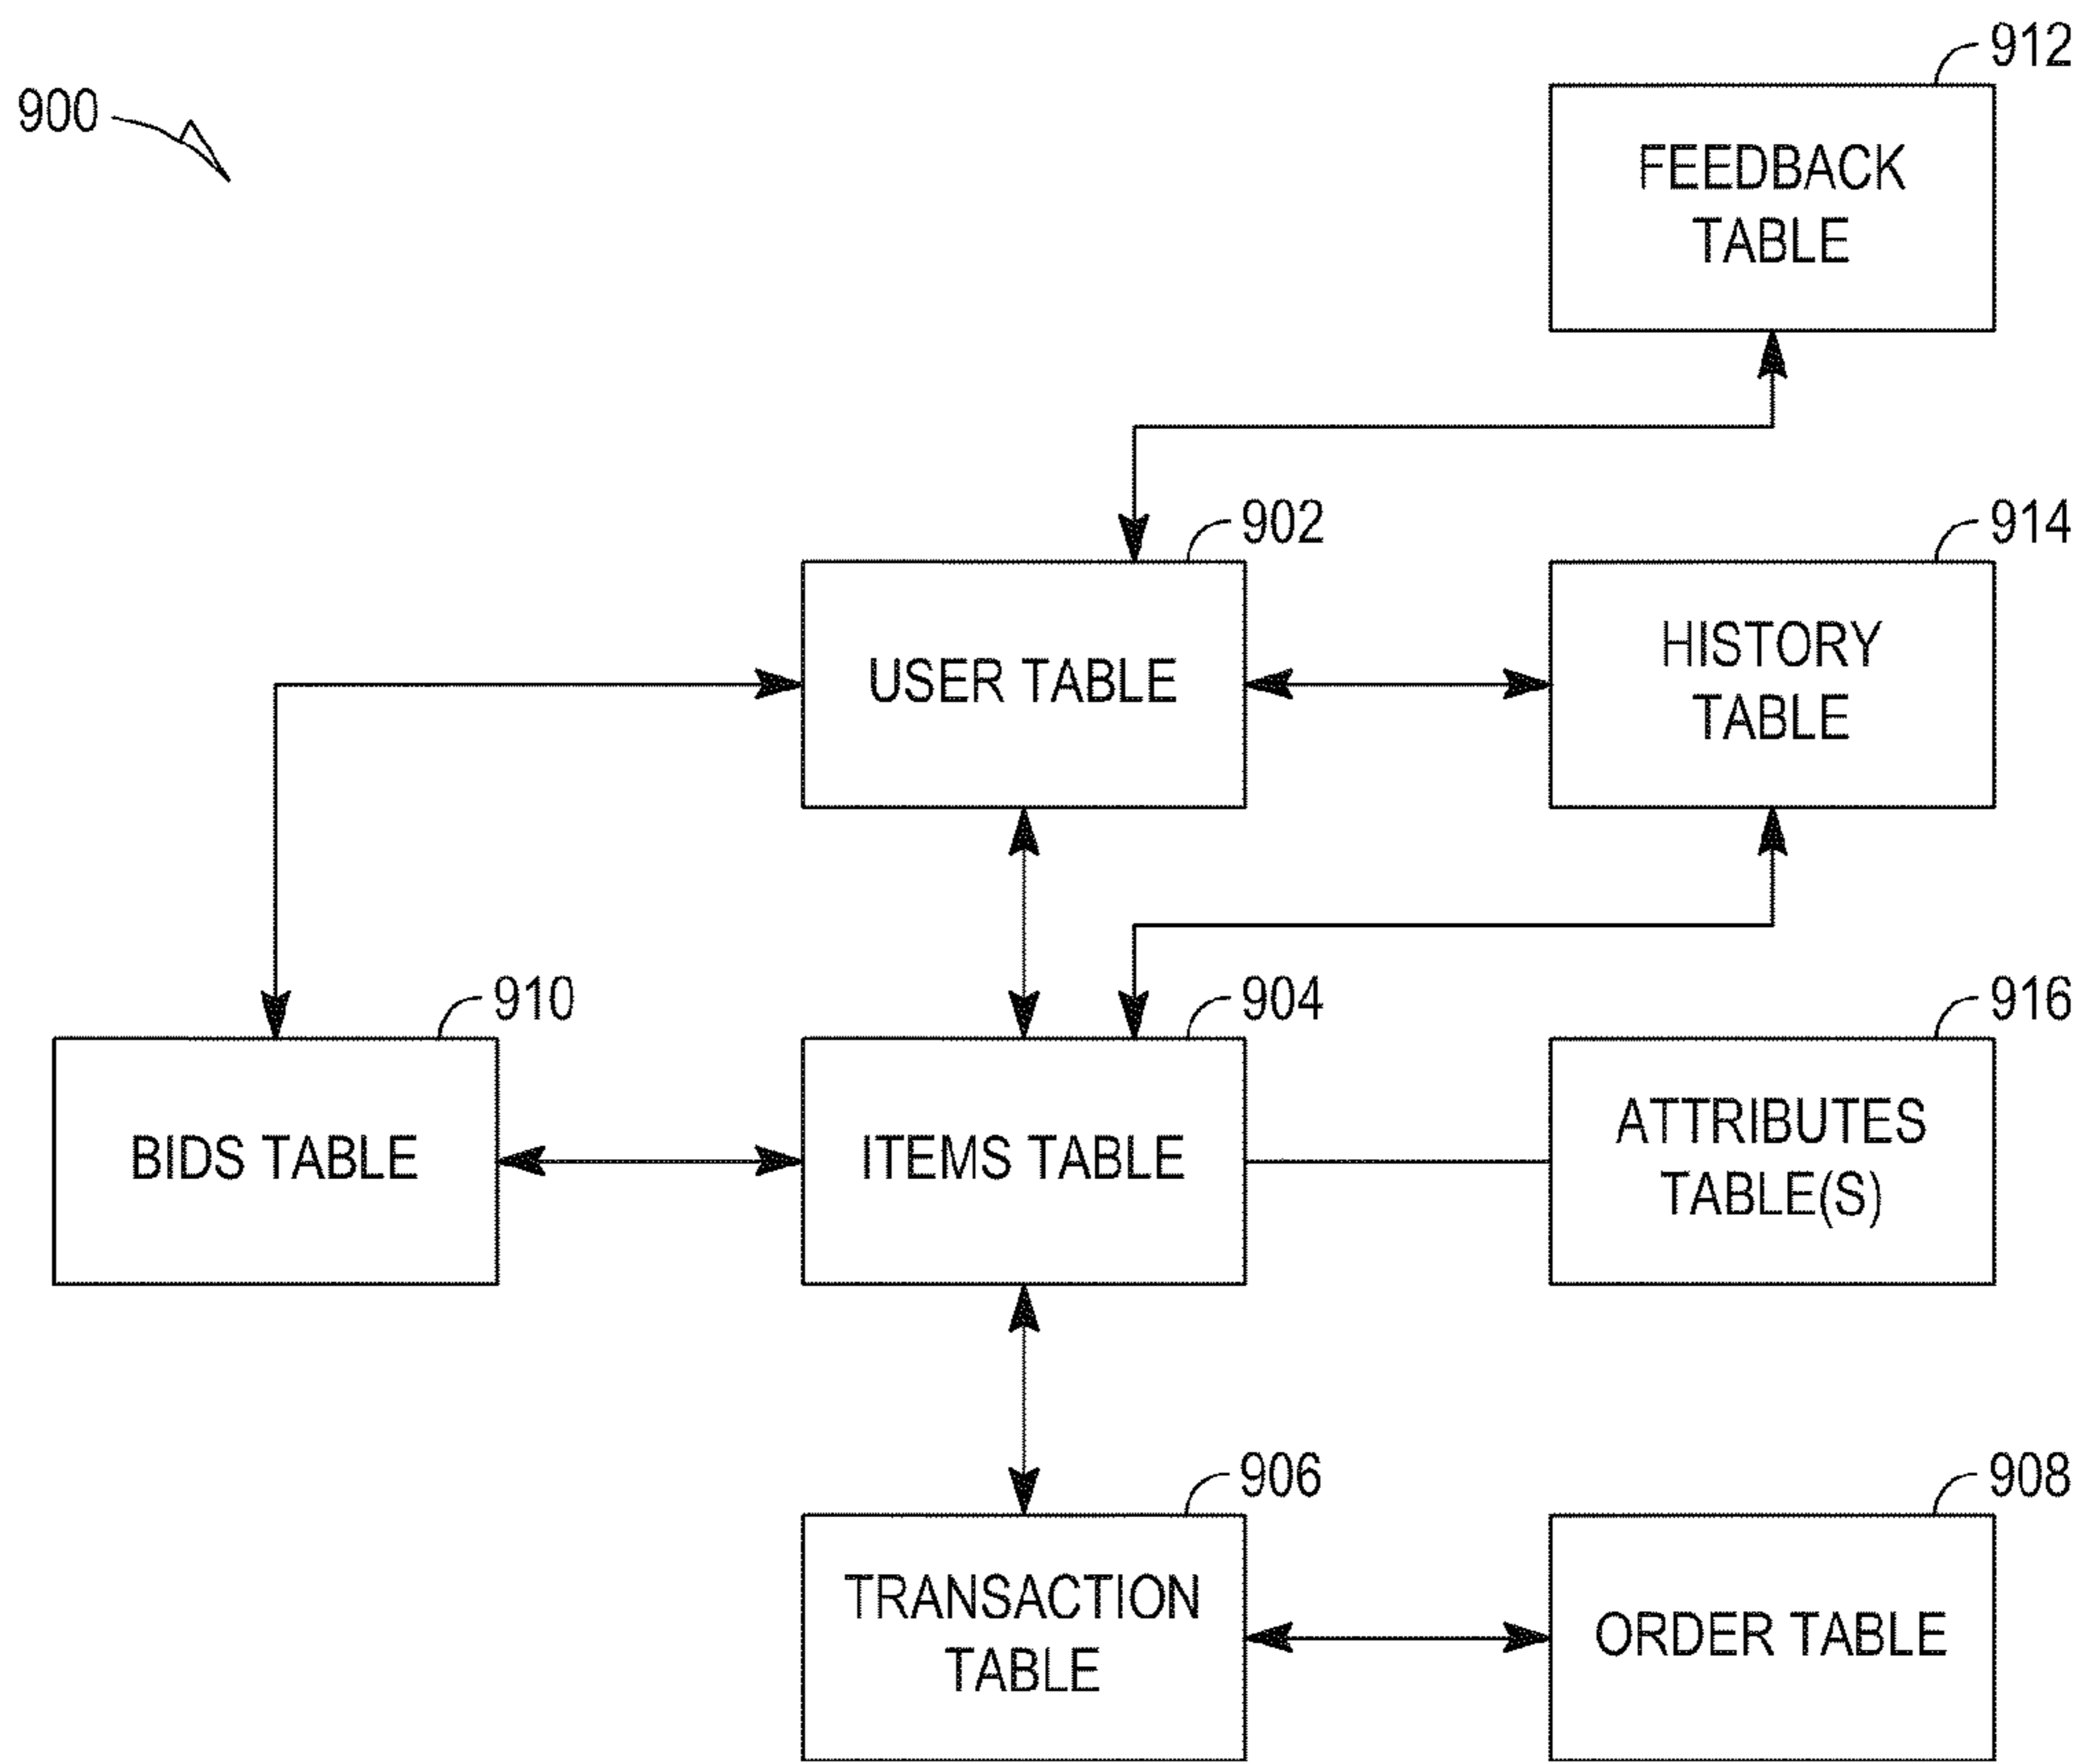 912
900
FEEDBACK
TABLE
902
914
USER TABLE
HISTORY
TABLE
910
904
916
BIDS TABLE
ITEMS TABLE
ATTRIBUTES
TABLE(S)
906
908
TRANSACTION
TABLE
ORDER TABLE